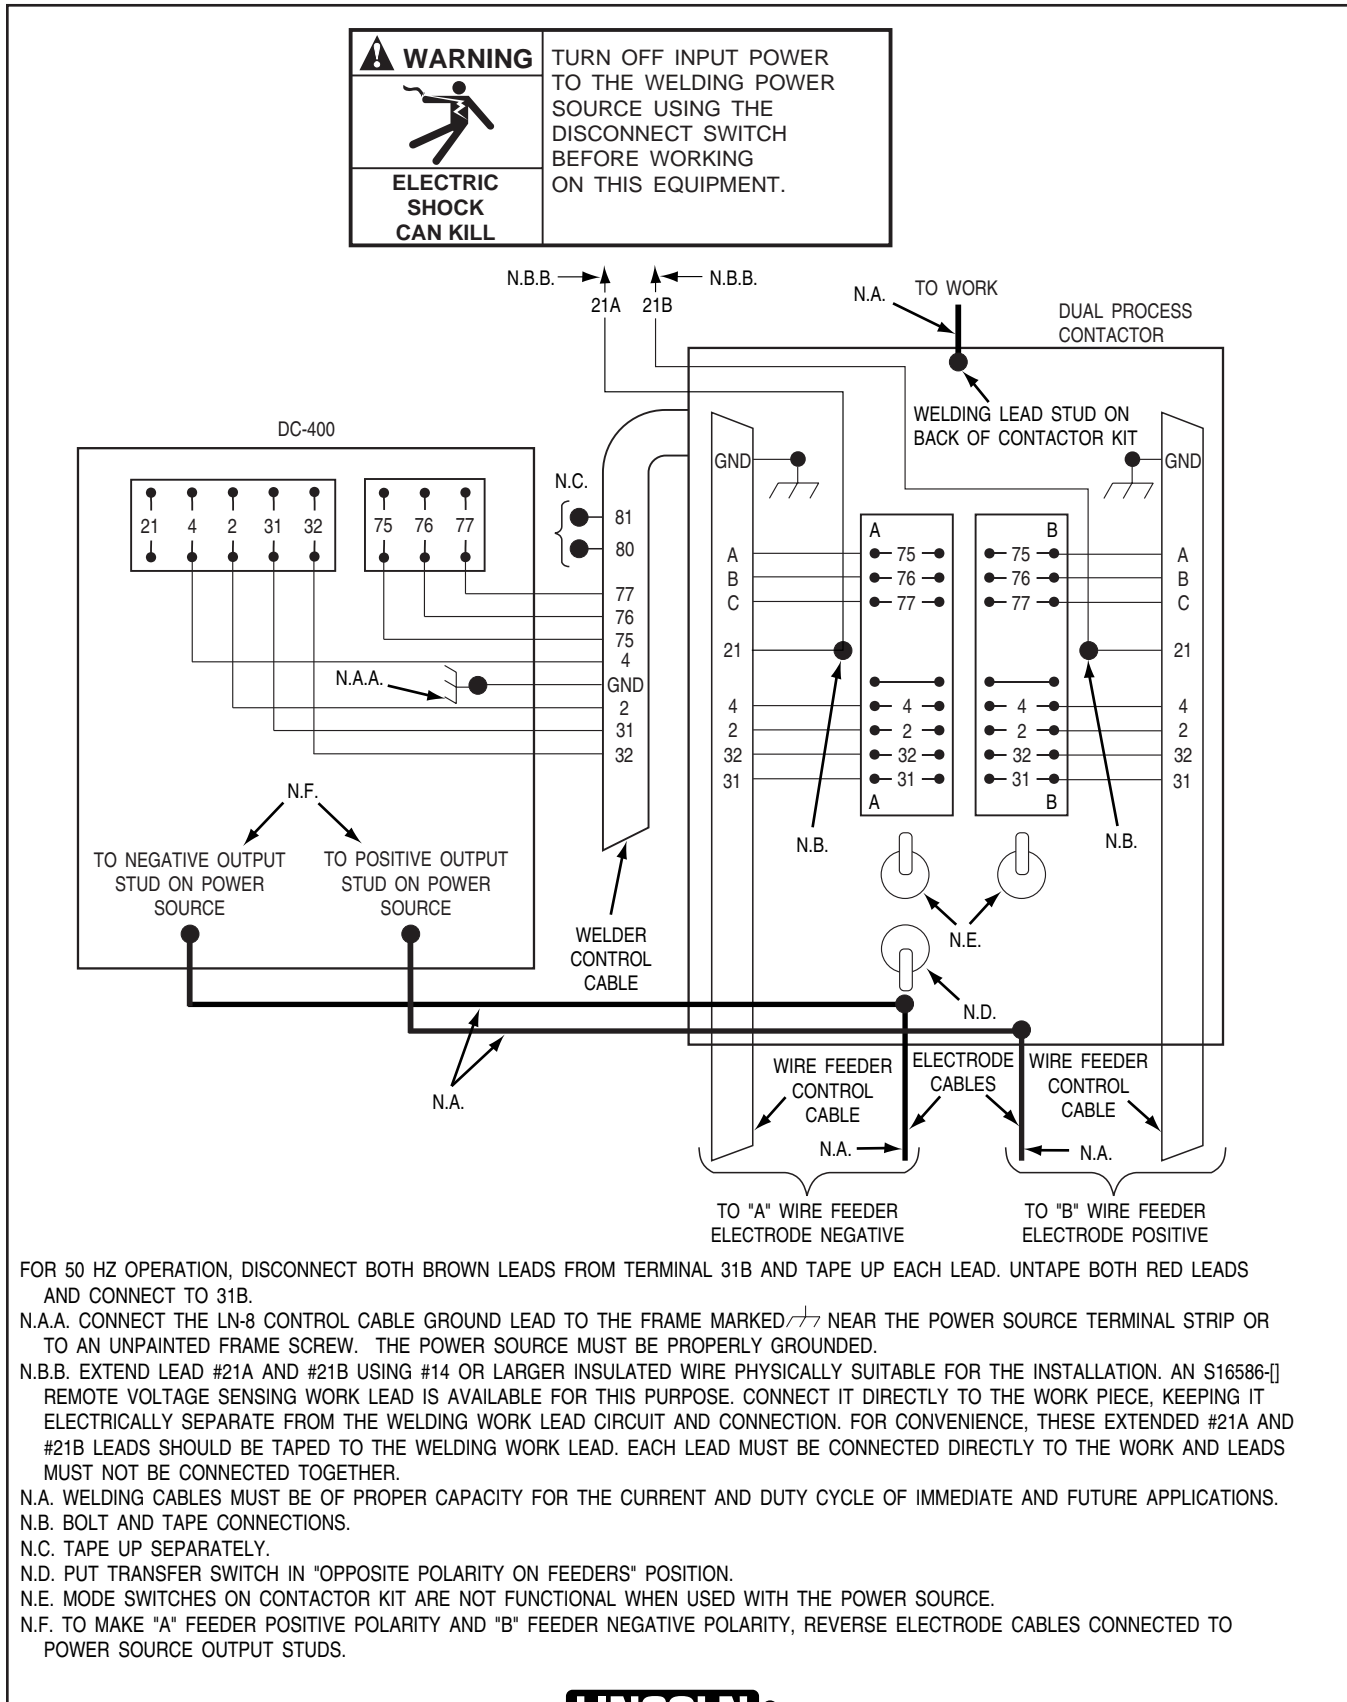 WARNING
ELECTRIC
SHOCK
CAN KILL
TURN OFF INPUT POWER
TO THE WELDING POWER
SOURCE USING THE
DISCONNECT SWITCH
BEFORE WORKING
ON THIS EQUIPMENT.
N.B.B.
N.B.B.
21A
21B
N.A.
TO WORK
DUAL PROCESS
CONTACTOR
WELDING LEAD STUD ON
BACK OF CONTACTOR KIT
DC-400
21 4 2 31 32
75 76 77
N.C.
81
80
77
76
75
4
GND
2
31
32
N.A.A.
GND
A
B
C
21
4
2
32
31
A
75
76
77
4
2
32
31
A
B
75
76
77
4
2
32
31
B
GND
A
B
C
21
4
2
32
31
N.B.
N.B.
N.F.
TO NEGATIVE OUTPUT
STUD ON POWER
SOURCE
TO POSITIVE OUTPUT
STUD ON POWER
SOURCE
WELDER
CONTROL
CABLE
N.E.
N.D.
N.A.
WIRE FEEDER
CONTROL
CABLE
ELECTRODE
CABLES
WIRE FEEDER
CONTROL
CABLE
N.A.
N.A.
TO "A" WIRE FEEDER
ELECTRODE NEGATIVE
TO "B" WIRE FEEDER
ELECTRODE POSITIVE
FOR 50 HZ OPERATION, DISCONNECT BOTH BROWN LEADS FROM TERMINAL 31B AND TAPE UP EACH LEAD. UNTAPE BOTH RED LEADS
AND CONNECT TO 31B.
N.A.A. CONNECT THE LN-8 CONTROL CABLE GROUND LEAD TO THE FRAME MARKED NEAR THE POWER SOURCE TERMINAL STRIP OR
TO AN UNPAINTED FRAME SCREW. THE POWER SOURCE MUST BE PROPERLY GROUNDED.
N.B.B. EXTEND LEAD #21A AND #21B USING #14 OR LARGER INSULATED WIRE PHYSICALLY SUITABLE FOR THE INSTALLATION. AN S16586-[]
REMOTE VOLTAGE SENSING WORK LEAD IS AVAILABLE FOR THIS PURPOSE. CONNECT IT DIRECTLY TO THE WORK PIECE, KEEPING IT
ELECTRICALLY SEPARATE FROM THE WELDING WORK LEAD CIRCUIT AND CONNECTION. FOR CONVENIENCE, THESE EXTENDED #21A AND
#21B LEADS SHOULD BE TAPED TO THE WELDING WORK LEAD. EACH LEAD MUST BE CONNECTED DIRECTLY TO THE WORK AND LEADS
MUST NOT BE CONNECTED TOGETHER.
N.A. WELDING CABLES MUST BE OF PROPER CAPACITY FOR THE CURRENT AND DUTY CYCLE OF IMMEDIATE AND FUTURE APPLICATIONS.
N.B. BOLT AND TAPE CONNECTIONS.
N.C. TAPE UP SEPARATELY.
N.D. PUT TRANSFER SWITCH IN "OPPOSITE POLARITY ON FEEDERS" POSITION.
N.E. MODE SWITCHES ON CONTACTOR KIT ARE NOT FUNCTIONAL WHEN USED WITH THE POWER SOURCE.
N.F. TO MAKE "A" FEEDER POSITIVE POLARITY AND "B" FEEDER NEGATIVE POLARITY, REVERSE ELECTRODE CABLES CONNECTED TO
POWER SOURCE OUTPUT STUDS.
LINCOLN